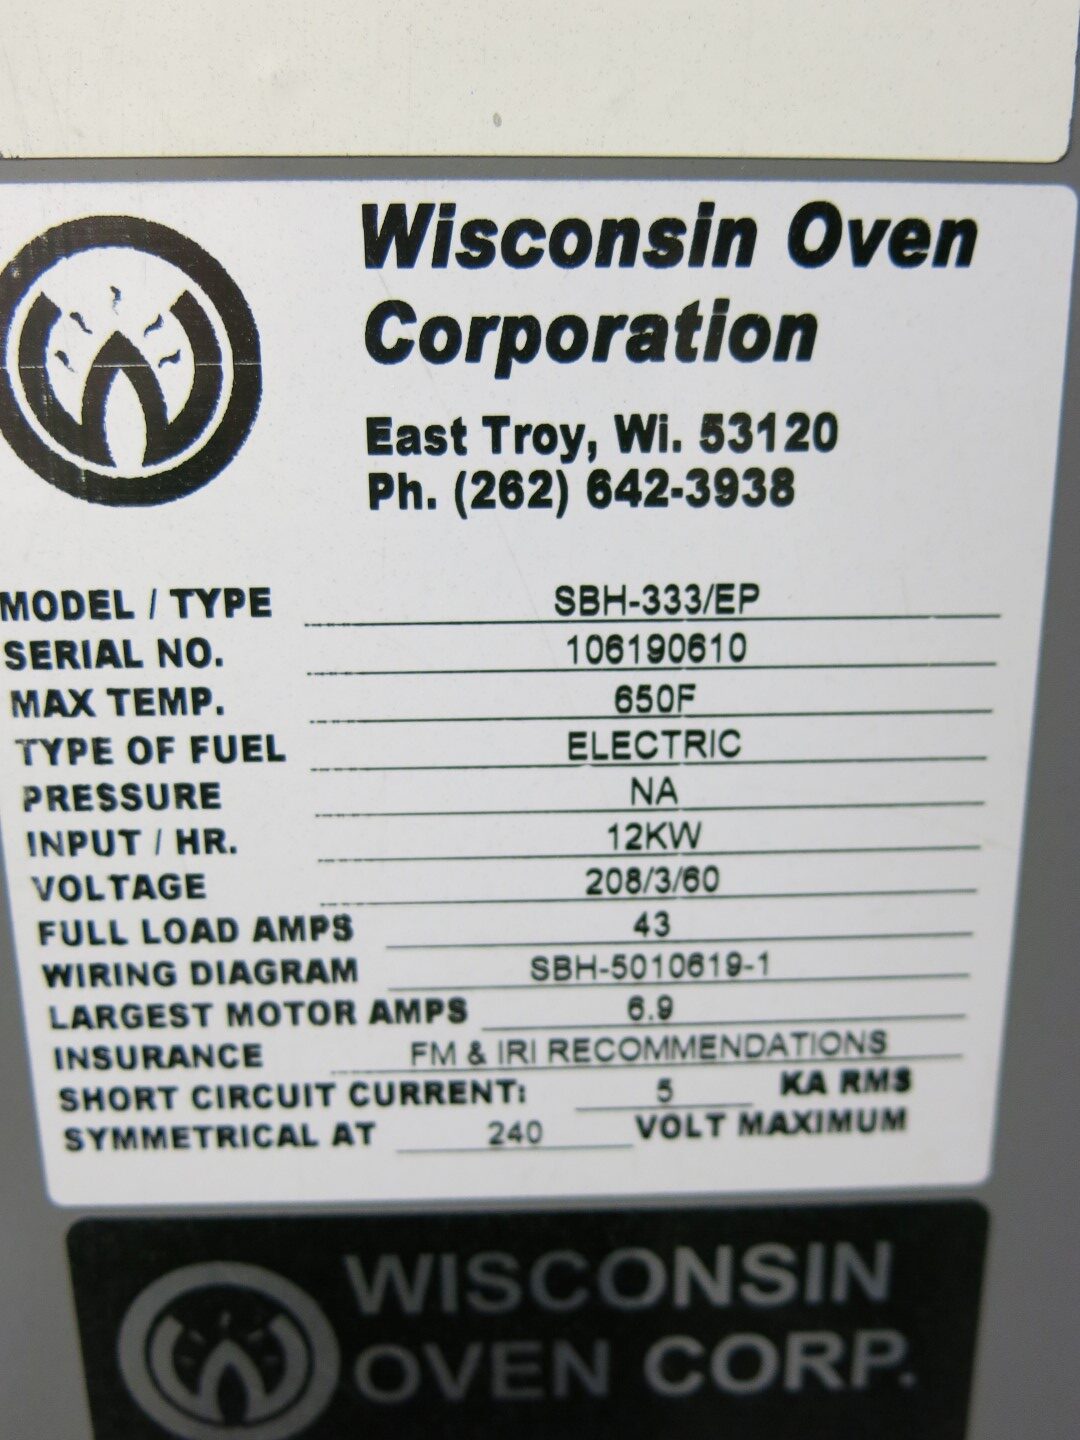 Wisconsin Oven
Corporation
East Troy, Wi. 53120
Ph. (262) 642-3938
MODEL / TYPE SBH-333/EP
SERIAL NO. 106190610
MAX TEMP. 650F
TYPE OF FUEL ELECTRIC
PRESSURE NA
INPUT / HR. 12KW
VOLTAGE 208/3/60
FULL LOAD AMPS 43
WIRING DIAGRAM SBH-5010619-1
LARGEST MOTOR AMPS 6.9
INSURANCE FM & IRI RECOMMENDATIONS
SHORT CIRCUIT CURRENT: 5 KA RMS
SYMMETRICAL AT 240 VOLT MAXIMUM
WISCONSIN
OVEN CORP.